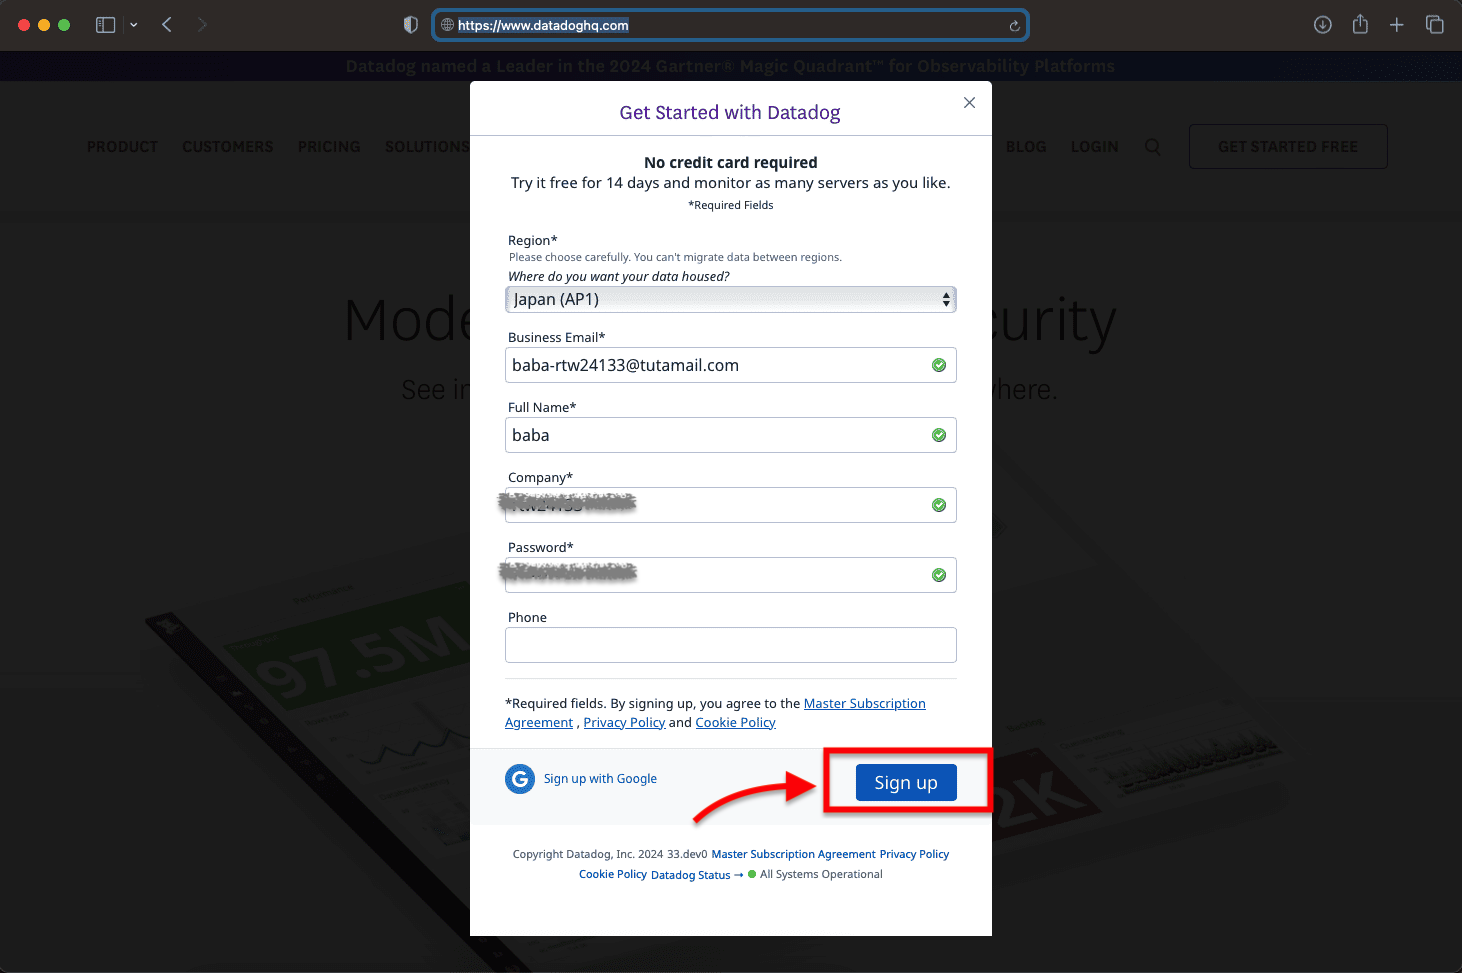 https://www.datadoghq.com
Datadog named a Leader in the 2024 Gartner® Magic Quadrant™ for Observability Platforms
Get Started with Datadog
PRODUCT CUSTOMERS PRICING SOLUTIONS BLOG LOGIN GET STARTED FREE
No credit card required
Try it free for 14 days and monitor as many servers as you like.
*Required Fields
Region*
Please choose carefully. You can't migrate data between regions.
Where do you want your data housed?
Japan (AP1)
Mode curity
Business Email*
baba-rtw24133@tutamail.com
See in where.
Full Name*
baba
Company*
Password*
Performance
97.5M
Phone
*Required fields. By signing up, you agree to the Master Subscription
Agreement , Privacy Policy and Cookie Policy
G Sign up with Google
Sign up
2K
Copyright Datadog, Inc. 2024 33.dev0 Master Subscription Agreement Privacy Policy
Cookie Policy Datadog Status → All Systems Operational